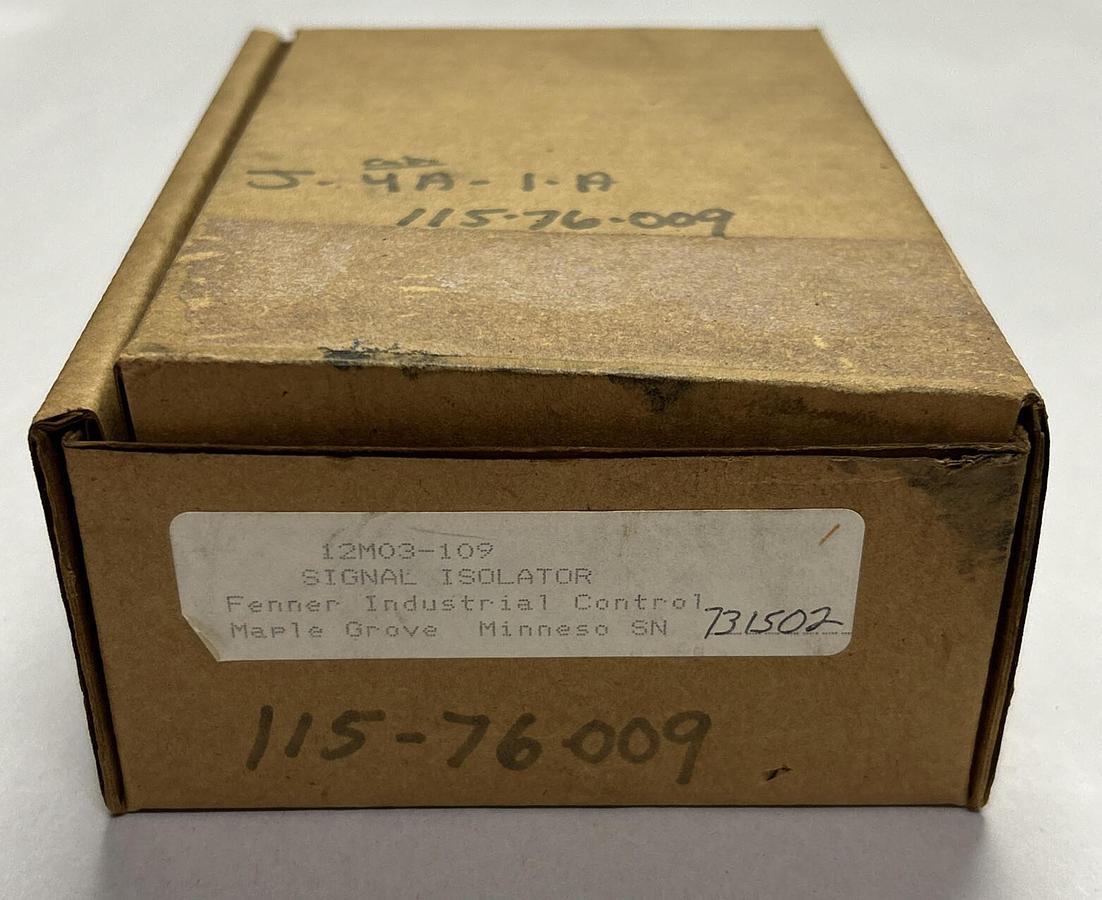 J-4A-1-A
115-76-009
12M03-109
SIGNAL ISOLATOR
Fenner Industrial Control
Maple Grove Minneso SN 731502
115-76-009